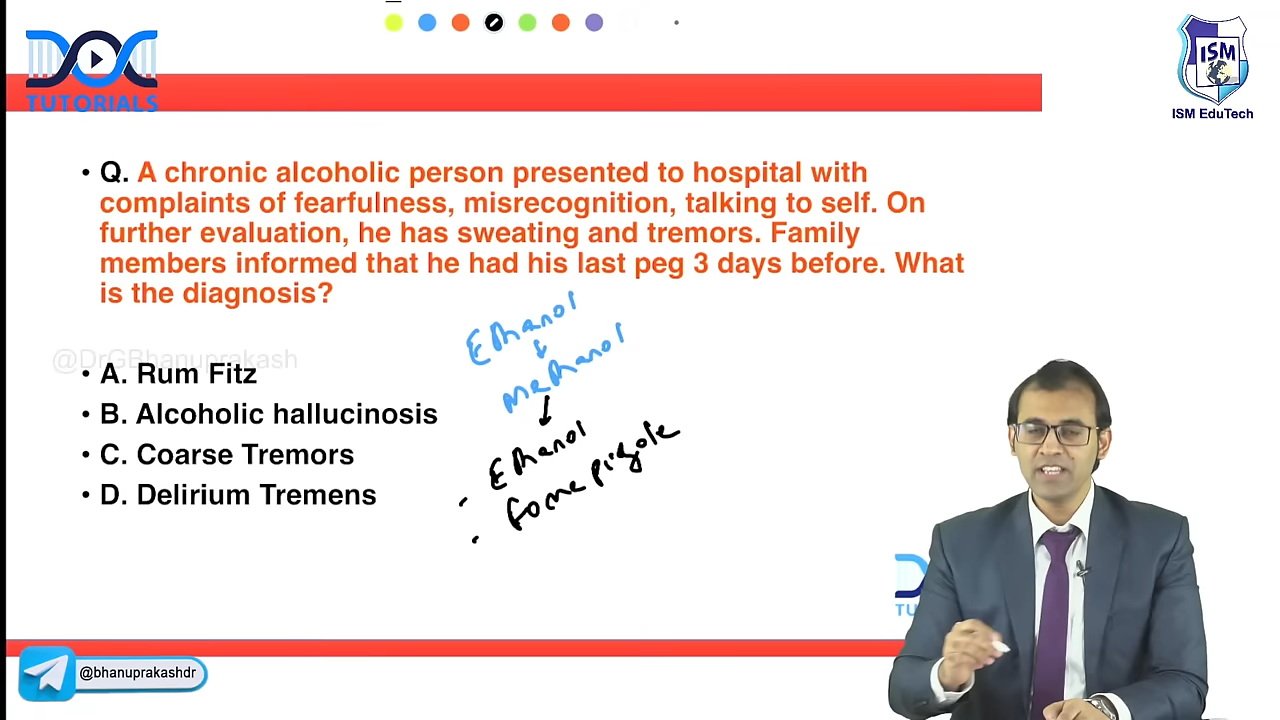 DOC
TUTORIALS
ISM
ISM EduTech
• Q. A chronic alcoholic person presented to hospital with
complaints of fearfulness, misrecognition, talking to self. On
further evaluation, he has sweating and tremors. Family
members informed that he had his last peg 3 days before. What
is the diagnosis?
Ethanol
Methanol
@DrGBhanuprakash
• A. Rum Fitz
• B. Alcoholic hallucinosis
• C. Coarse Tremors
• D. Delirium Tremens
Ethanol
Fomepizole
TU
@bhanuprakashdr